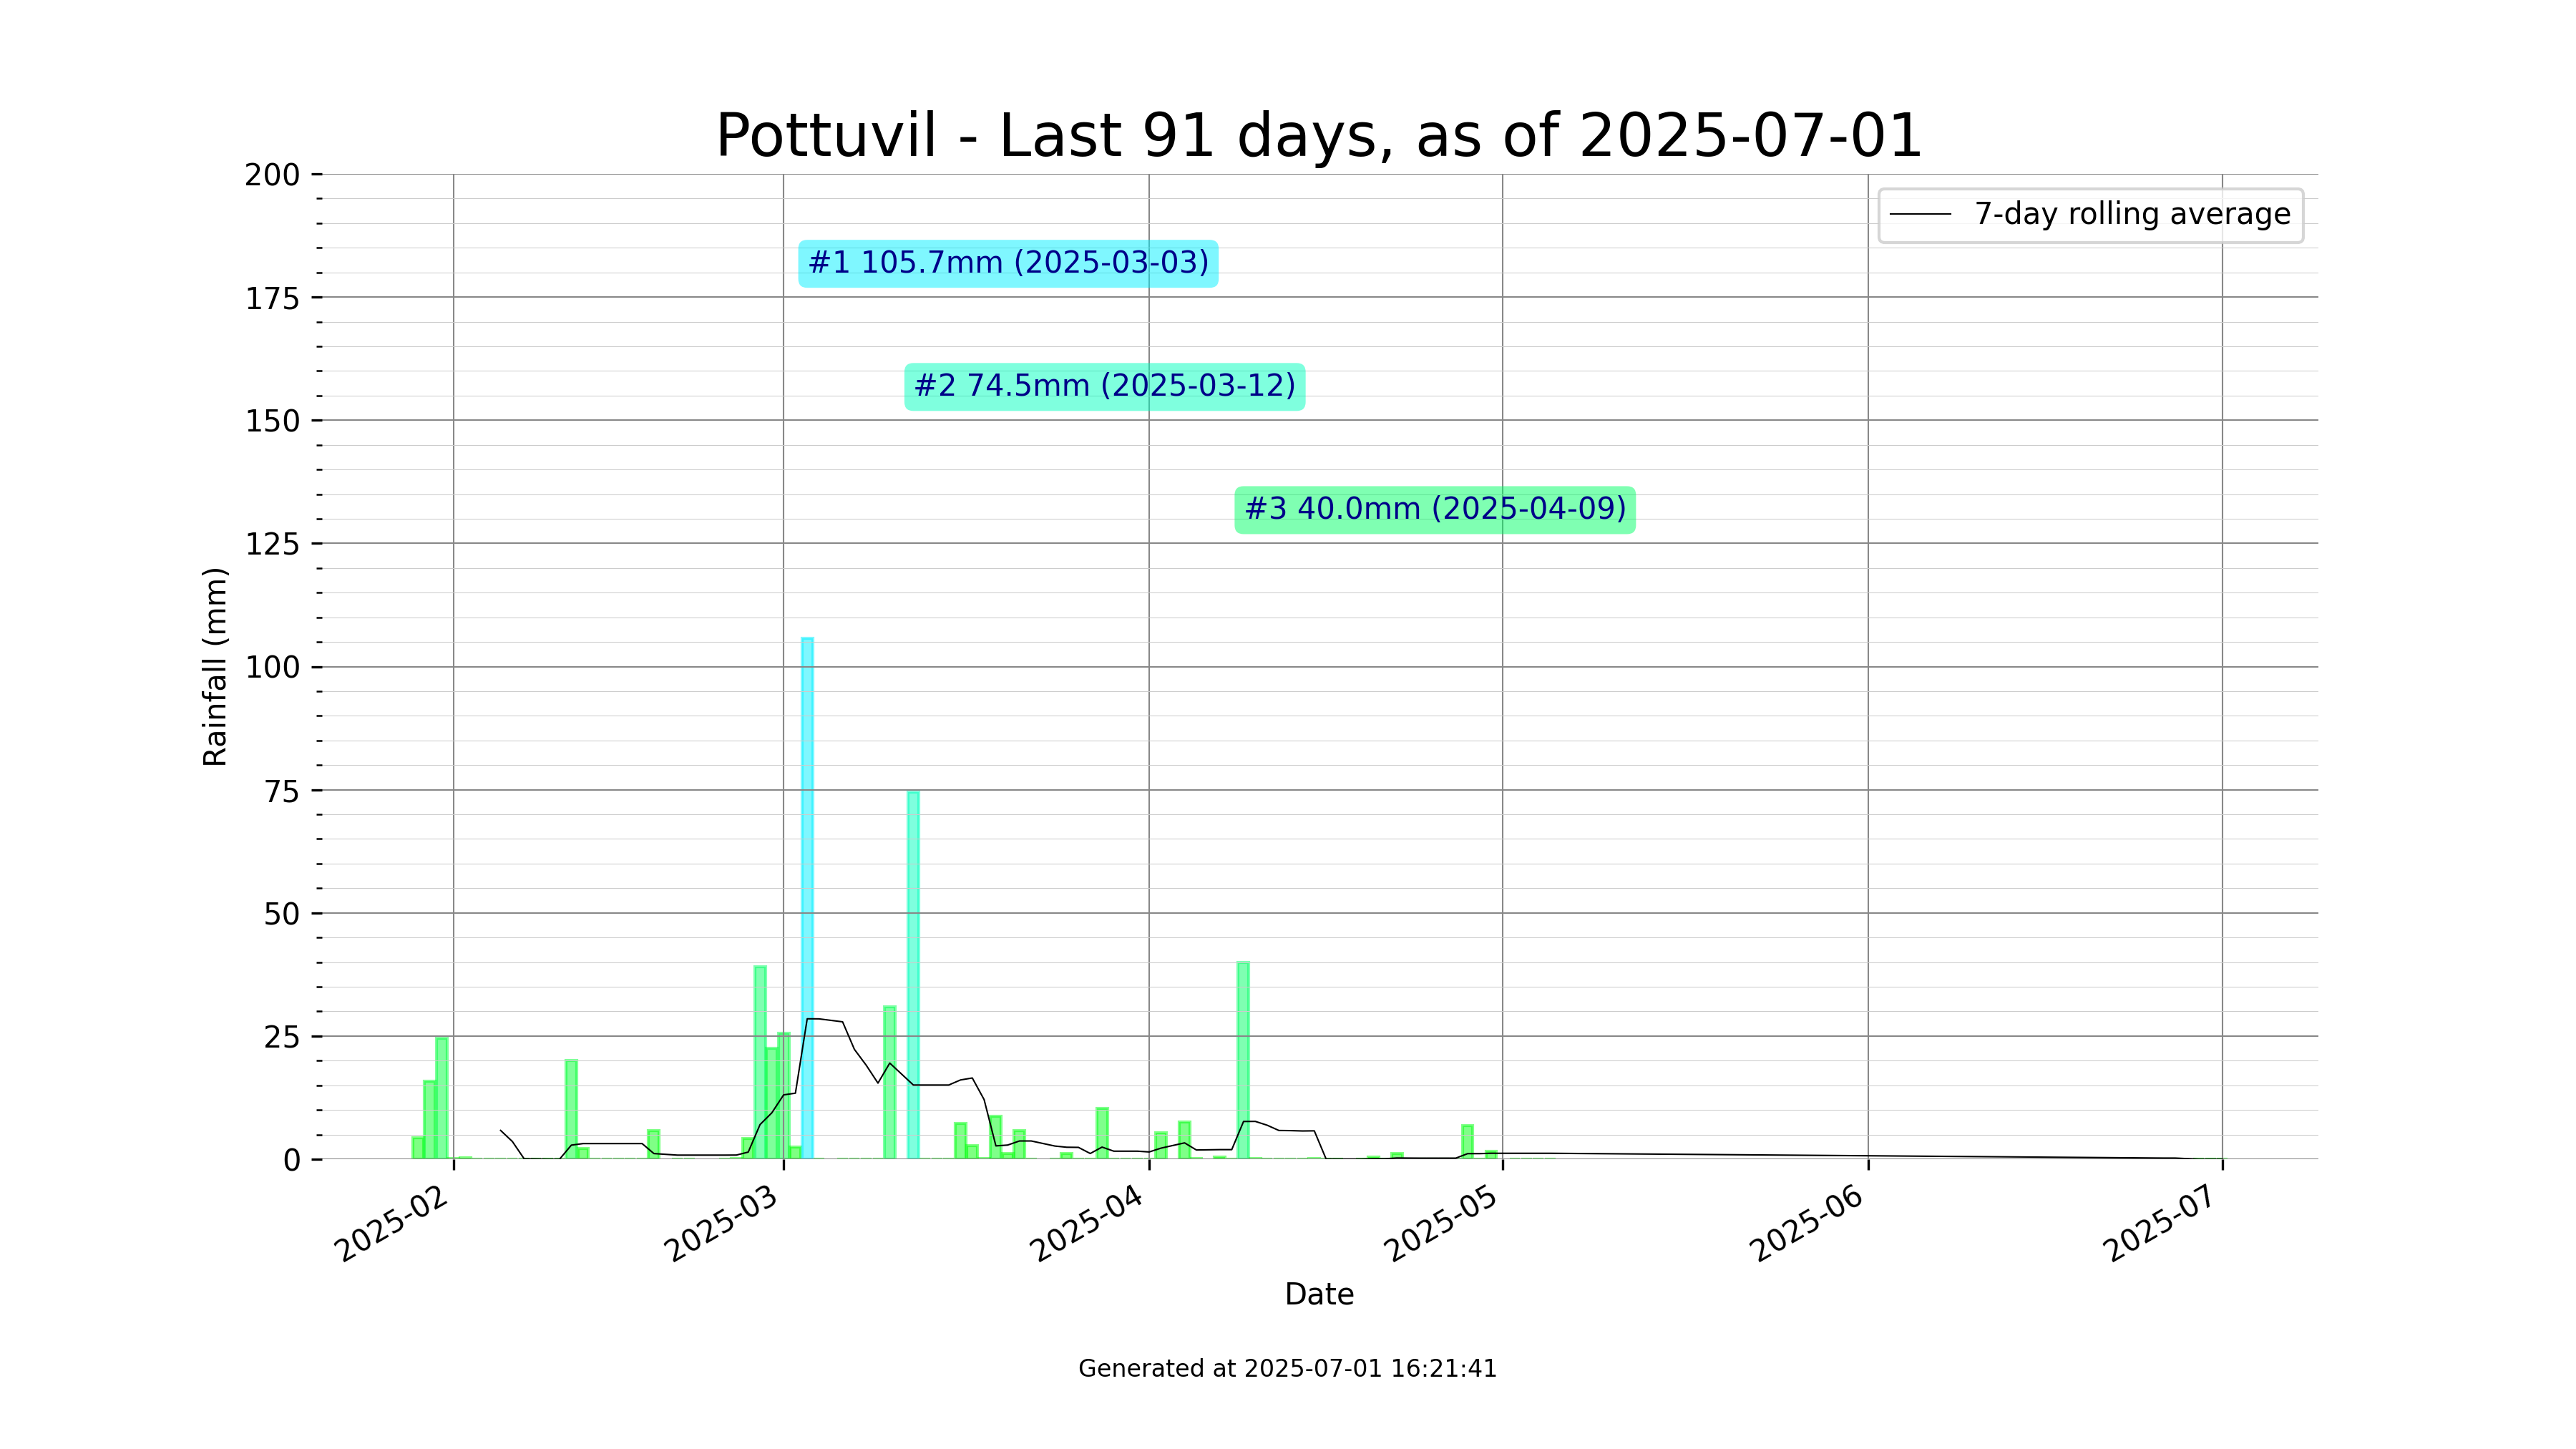 Pottuvil - Last 91 days, as of 2025-07-01
7-day rolling average
#1 105.7mm (2025-03-03)
#2 74.5mm (2025-03-12)
#3 40.0mm (2025-04-09)
Rainfall (mm)
200
175
150
125
100
75
50
25
0
2025-02
2025-03
2025-04
2025-05
2025-06
2025-07
Date
Generated at 2025-07-01 16:21:41